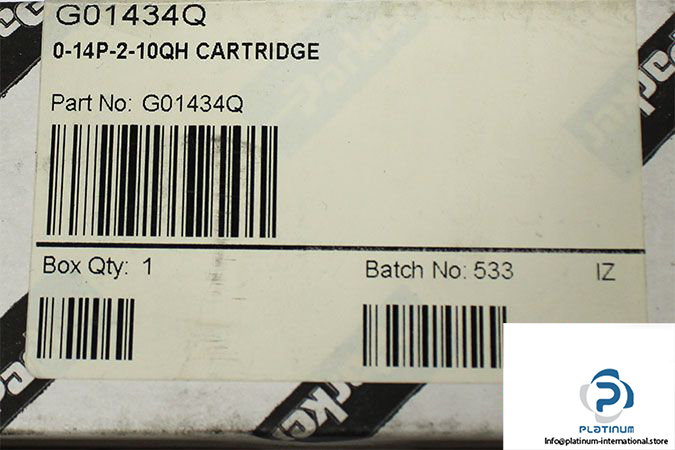 G01434Q
0-14P-2-10QH CARTRIDGE
Part No: G01434Q
Box Qty: 1
Batch No: 533 IZ
Parker
PLATINUM
Info@platinum-international.store